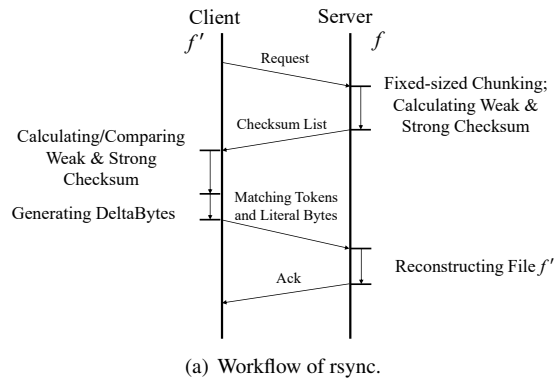 Client Server
f′ f
Request
Fixed-sized Chunking;
Calculating Weak &
Strong Checksum
Checksum List
Calculating/Comparing
Weak & Strong
Checksum
Matching Tokens
and Literal Bytes
Generating DeltaBytes
Reconstructing File f′
Ack
(a) Workflow of rsync.